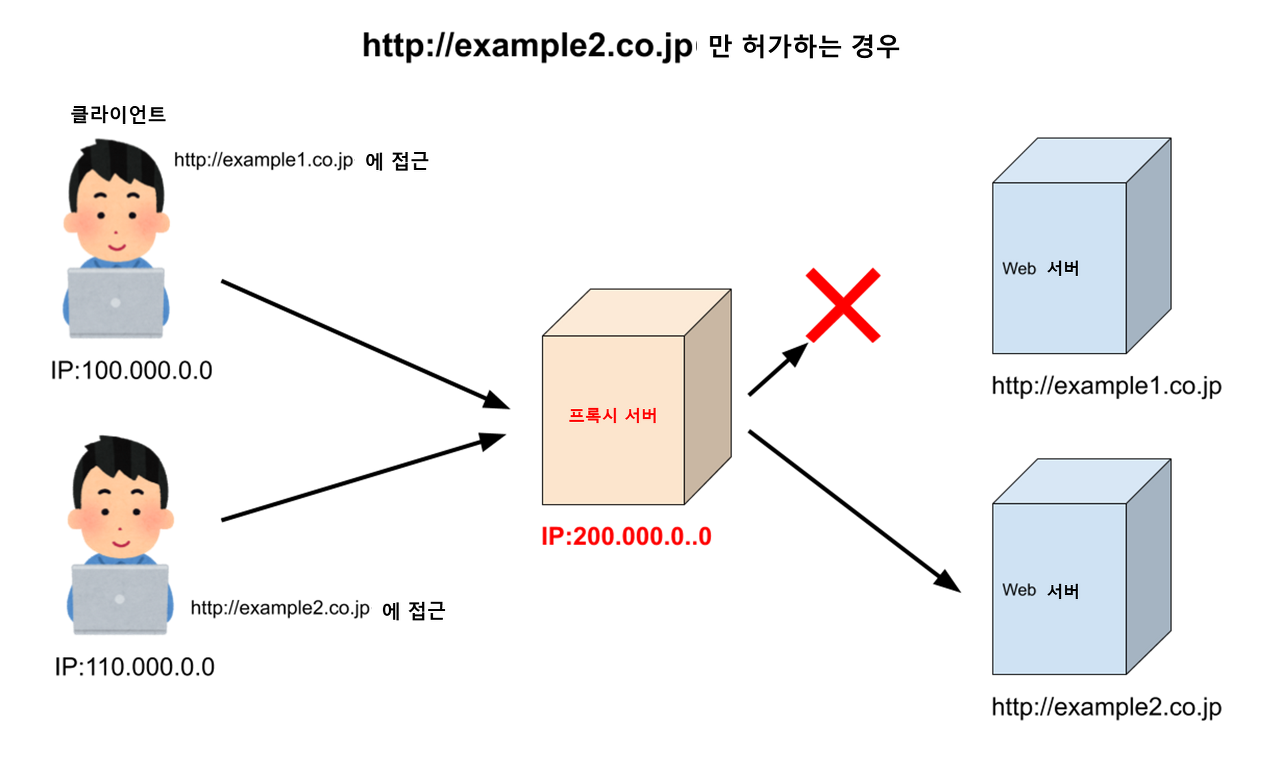 http://example2.co.jp 만 허가하는 경우
클라이언트
http://example1.co.jp 에 접근
IP:100.000.0.0
http://example2.co.jp 에 접근
IP:110.000.0.0
프록시 서버
IP:200.000.0..0
Web 서버
http://example1.co.jp
Web 서버
http://example2.co.jp